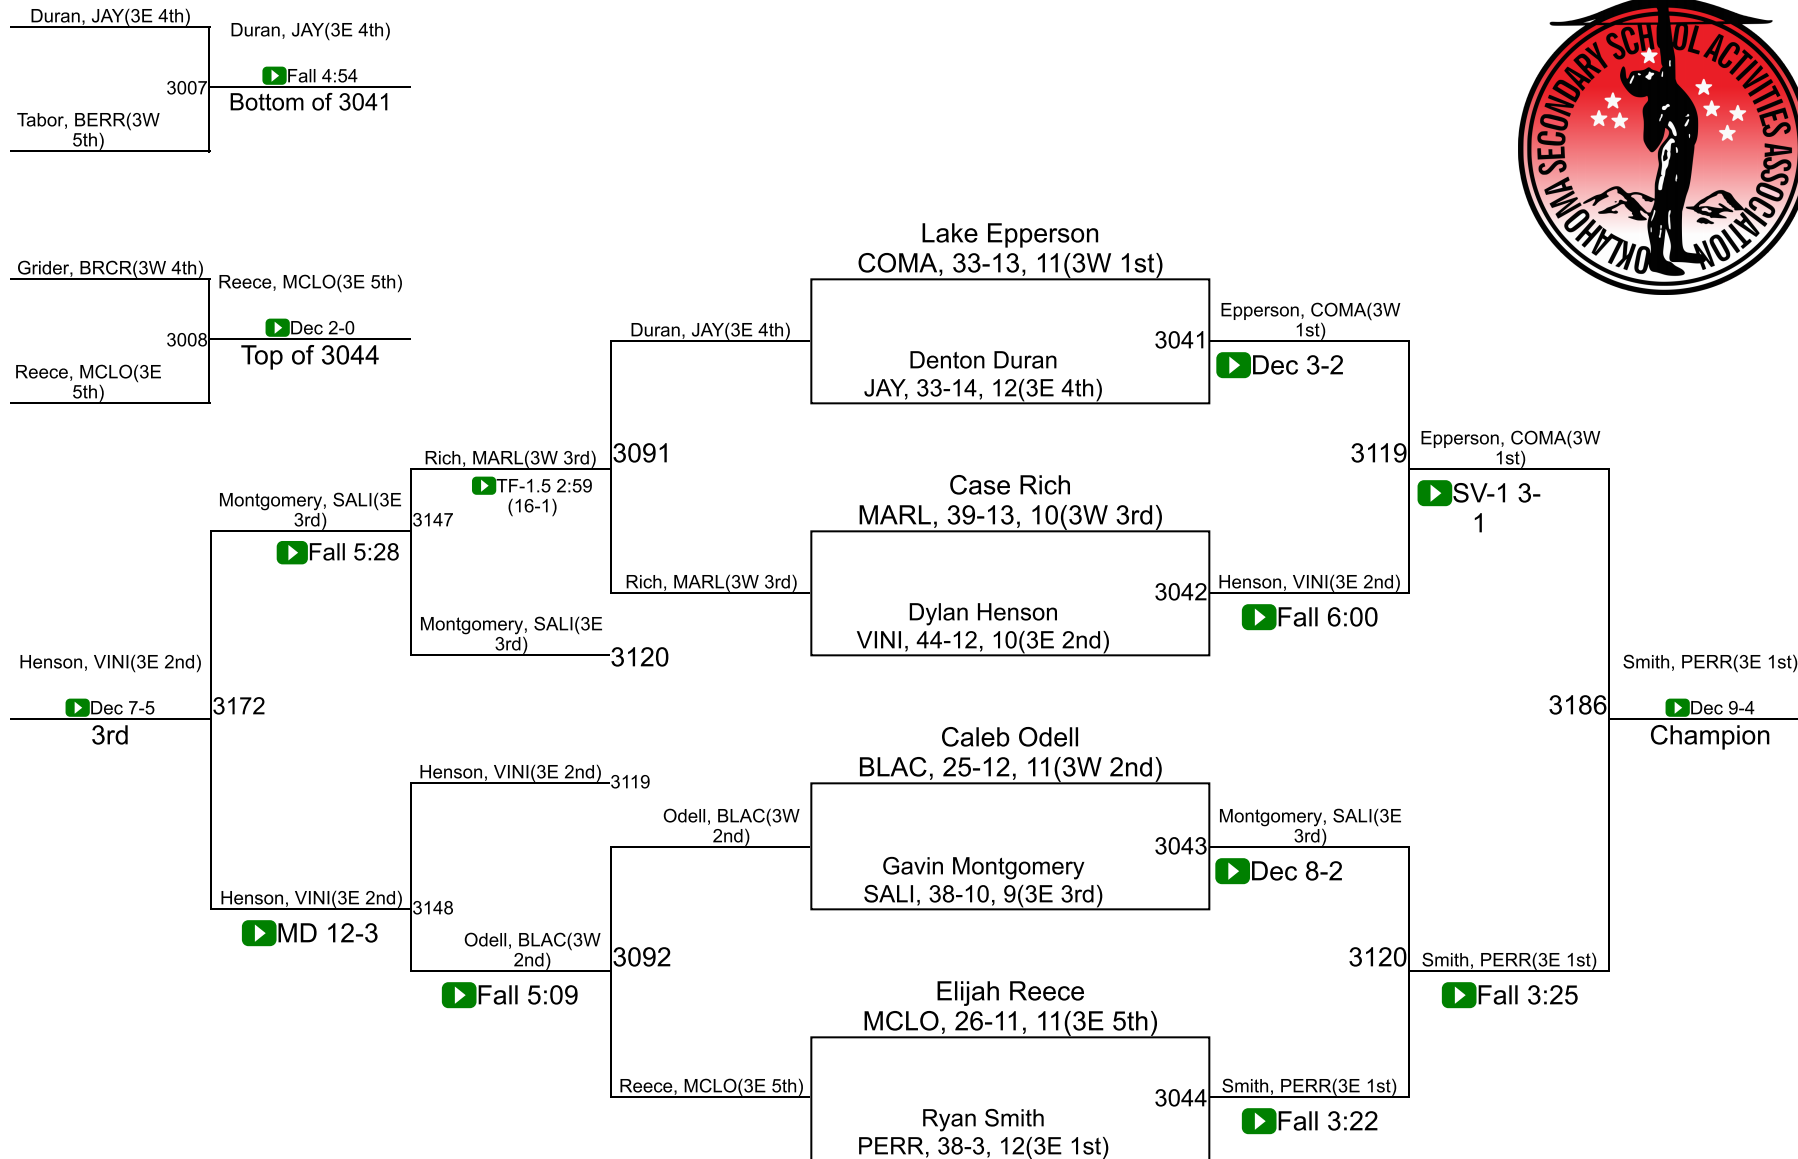 Duran, JAY(3E 4th)
Duran, JAY(3E 4th)
Fall 4:54
3007
Bottom of 3041
Tabor, BERR(3W
5th)
OKLAHOMA SECONDARY SCHOOL ACTIVITIES ASSOCIATION
Grider, BRCR(3W 4th)
Reece, MCLO(3E 5th)
Dec 2-0
3008
Top of 3044
Reece, MCLO(3E
5th)
Lake Epperson
COMA, 33-13, 11(3W 1st)
Duran, JAY(3E 4th)
3041
Denton Duran
JAY, 33-14, 12(3E 4th)
Epperson, COMA(3W
1st)
Dec 3-2
Rich, MARL(3W 3rd)
3091
TF-1.5 2:59
(16-1)
3119
Epperson, COMA(3W
1st)
SV-1 3-
1
Montgomery, SALI(3E
3rd)
3147
Fall 5:28
Case Rich
MARL, 39-13, 10(3W 3rd)
Rich, MARL(3W 3rd)
3042
Henson, VINI(3E 2nd)
Dylan Henson
VINI, 44-12, 10(3E 2nd)
Fall 6:00
Montgomery, SALI(3E
3rd)
3120
Henson, VINI(3E 2nd)
Dec 7-5
3rd
3172
3186
Smith, PERR(3E 1st)
Dec 9-4
Champion
Caleb Odell
BLAC, 25-12, 11(3W 2nd)
Henson, VINI(3E 2nd)
3119
Odell, BLAC(3W
2nd)
3043
Montgomery, SALI(3E
3rd)
Gavin Montgomery
SALI, 38-10, 9(3E 3rd)
Dec 8-2
Henson, VINI(3E 2nd)
3148
MD 12-3
Odell, BLAC(3W
2nd)
3092
Fall 5:09
3120
Smith, PERR(3E 1st)
Fall 3:25
Elijah Reece
MCLO, 26-11, 11(3E 5th)
Reece, MCLO(3E 5th)
3044
Smith, PERR(3E 1st)
Ryan Smith
PERR, 38-3, 12(3E 1st)
Fall 3:22